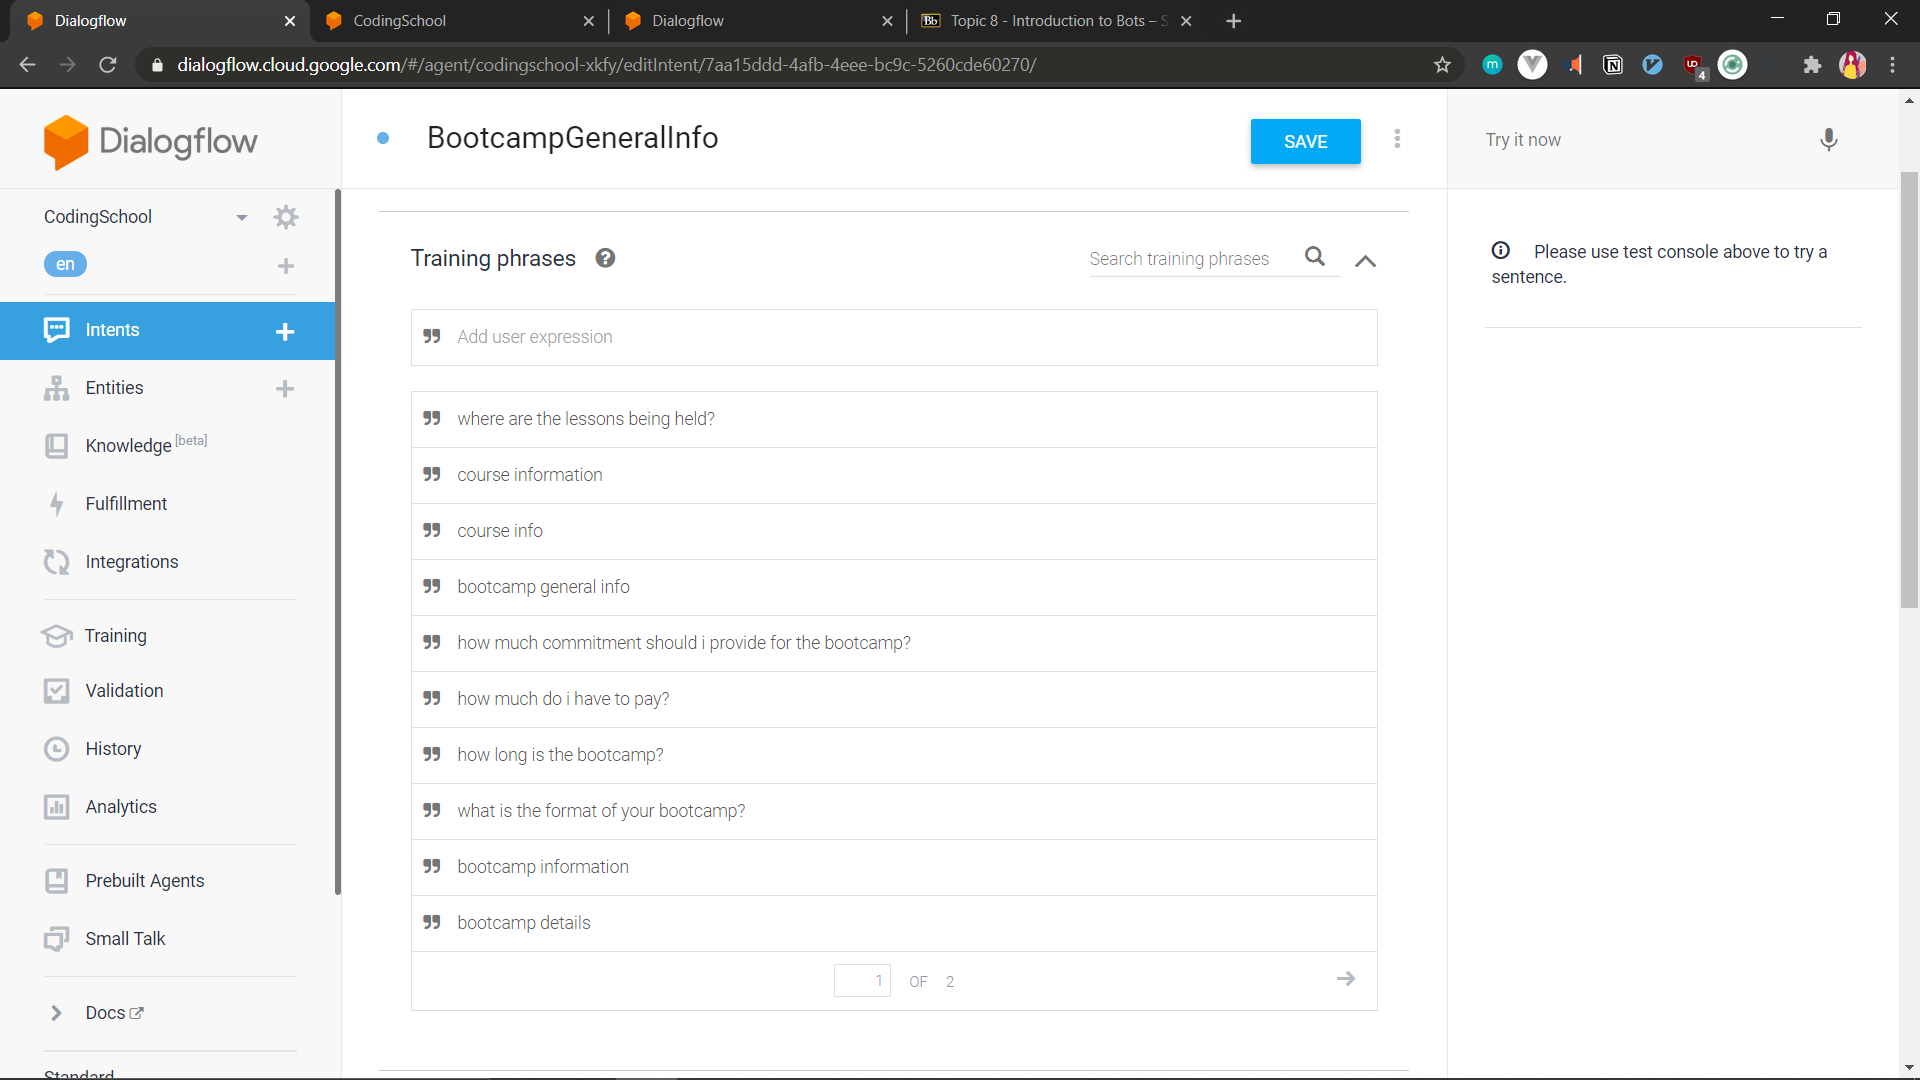 Dialogflow
CodingSchool
Dialogflow
Bb Topic 8 - Introduction to Bots – S
dialogflow.cloud.google.com/#/agent/codingschool-xkfy/editIntent/7aa15ddd-4afb-4eee-bc9c-5260cde60270/
m
4
Dialogflow
BootcampGeneralInfo
SAVE
Try it now
CodingSchool
en
Training phrases
Search training phrases
Please use test console above to try a
sentence.
Intents
Entities
Knowledge [beta]
Fulfillment
Integrations
Training
Validation
History
Analytics
Prebuilt Agents
Small Talk
Docs
Standard
Add user expression
where are the lessons being held?
course information
course info
bootcamp general info
how much commitment should i provide for the bootcamp?
how much do i have to pay?
how long is the bootcamp?
what is the format of your bootcamp?
bootcamp information
bootcamp details
1 OF 2